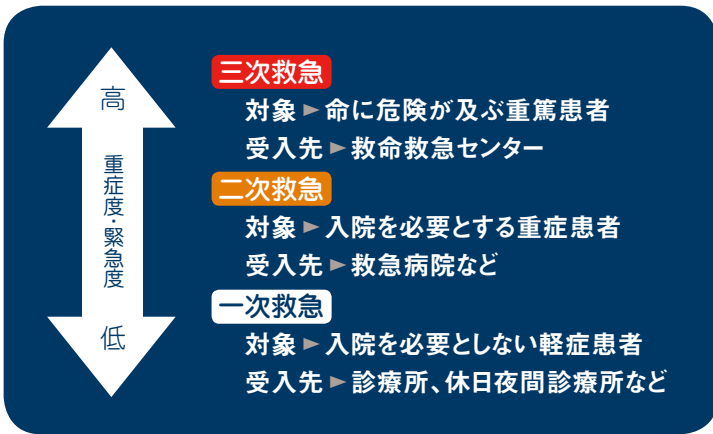 高
重症度・緊急度
低
三次救急
対象►命に危険が及ぶ重篤患者
受入先►救命救急センター
二次救急
対象►入院を必要とする重症患者
受入先►救急病院など
一次救急
対象►入院を必要としない軽症患者
受入先►診療所、休日夜間診療所など